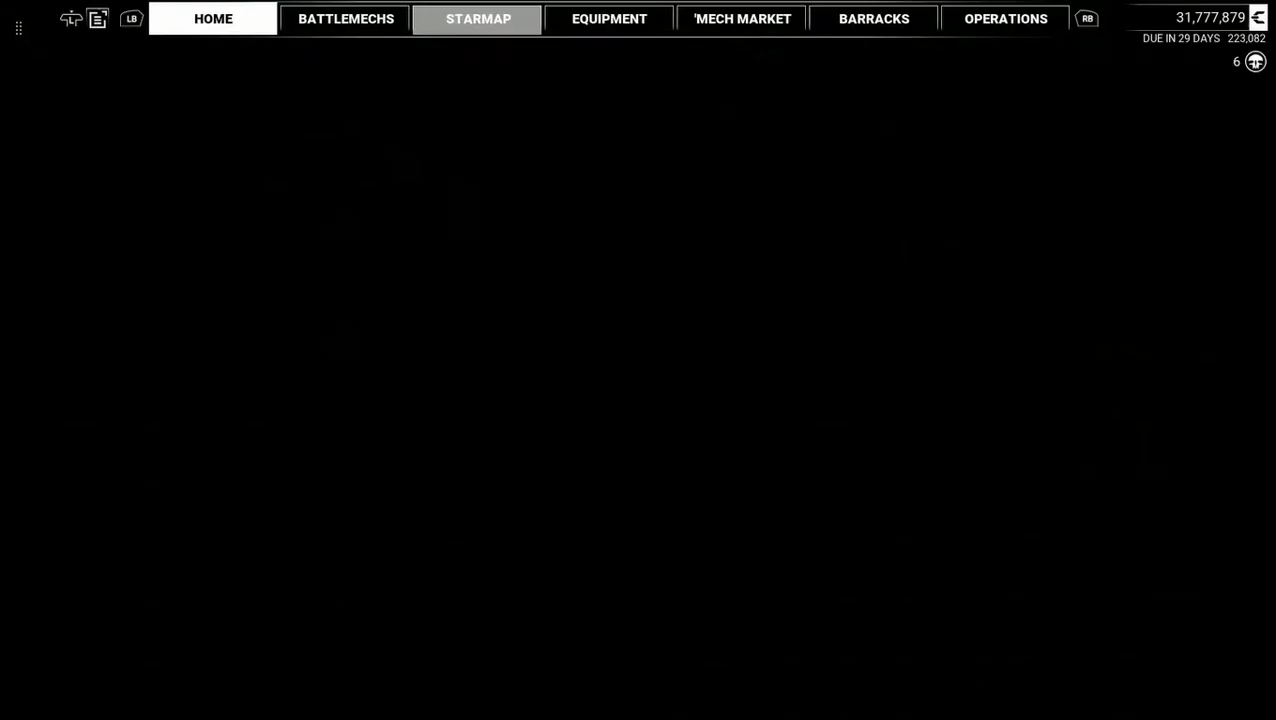 L
LB
HOME
BATTLEMECHS
STARMAP
EQUIPMENT
'MECH MARKET
BARRACKS
OPERATIONS
RB
31,777,879
DUE IN 29 DAYS 223,082
6